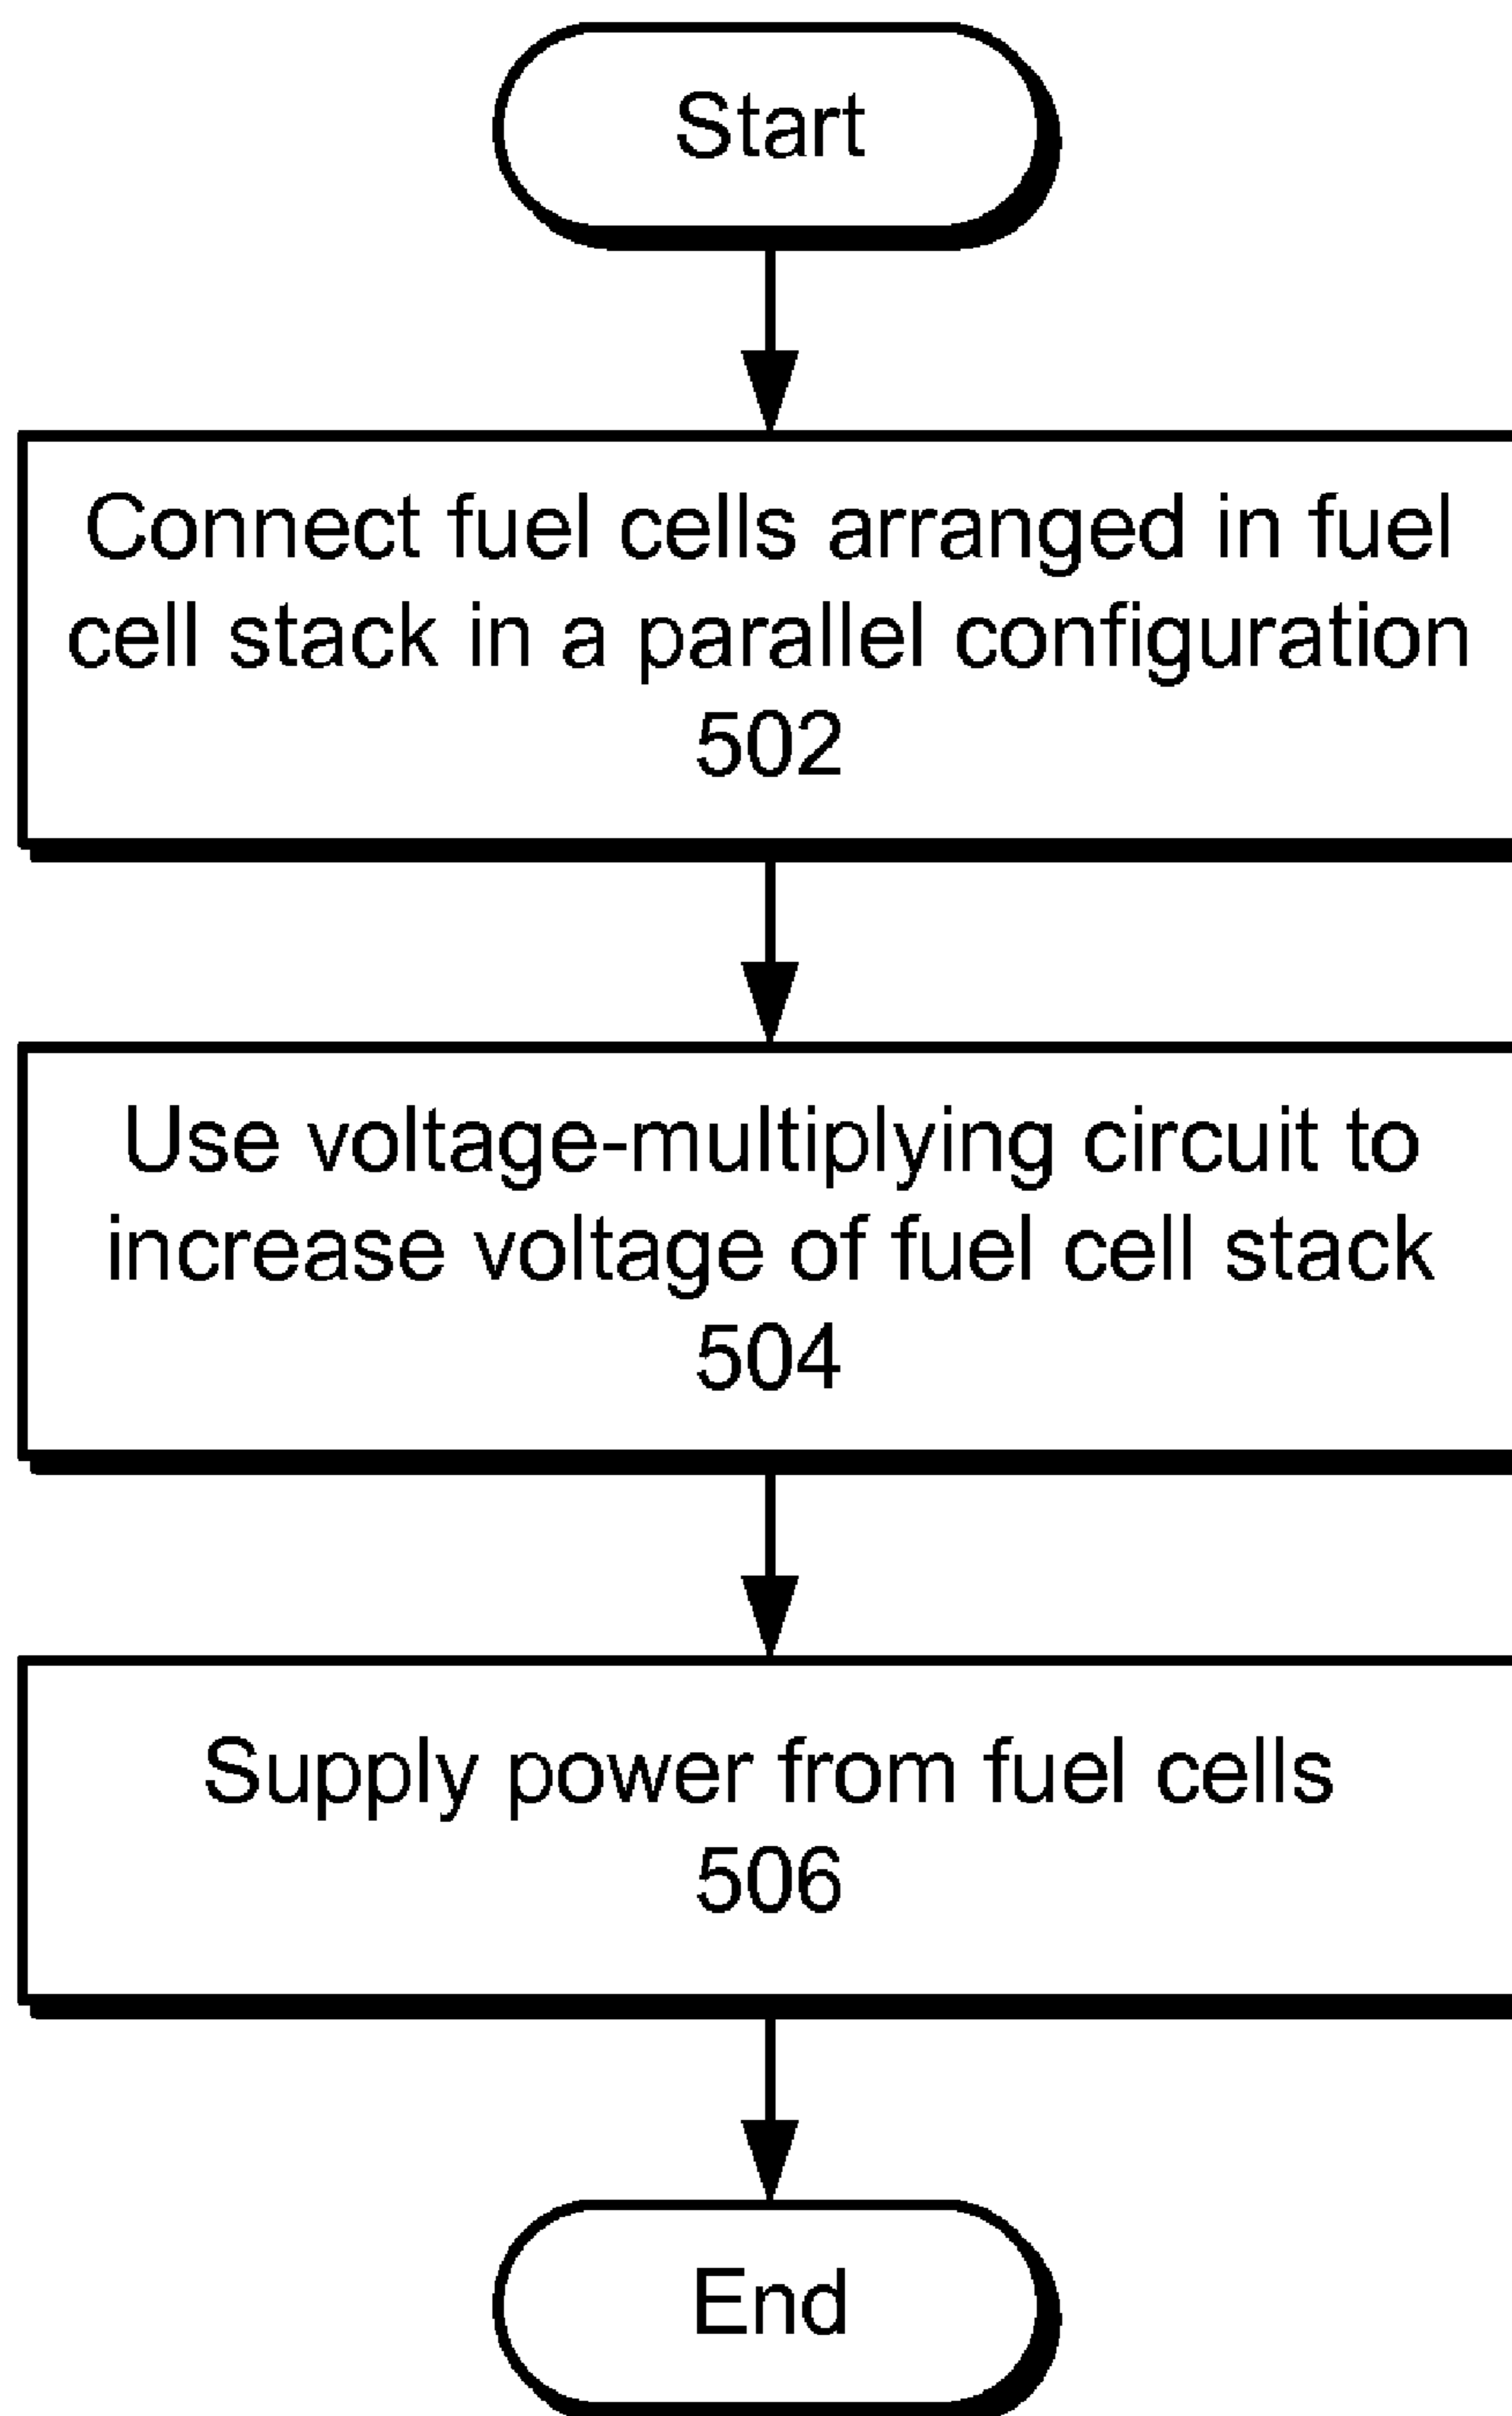 Start
Connect fuel cells arranged in fuel
cell stack in a parallel configuration
502
Use voltage-multiplying circuit to
increase voltage of fuel cell stack
504
Supply power from fuel cells
506
End